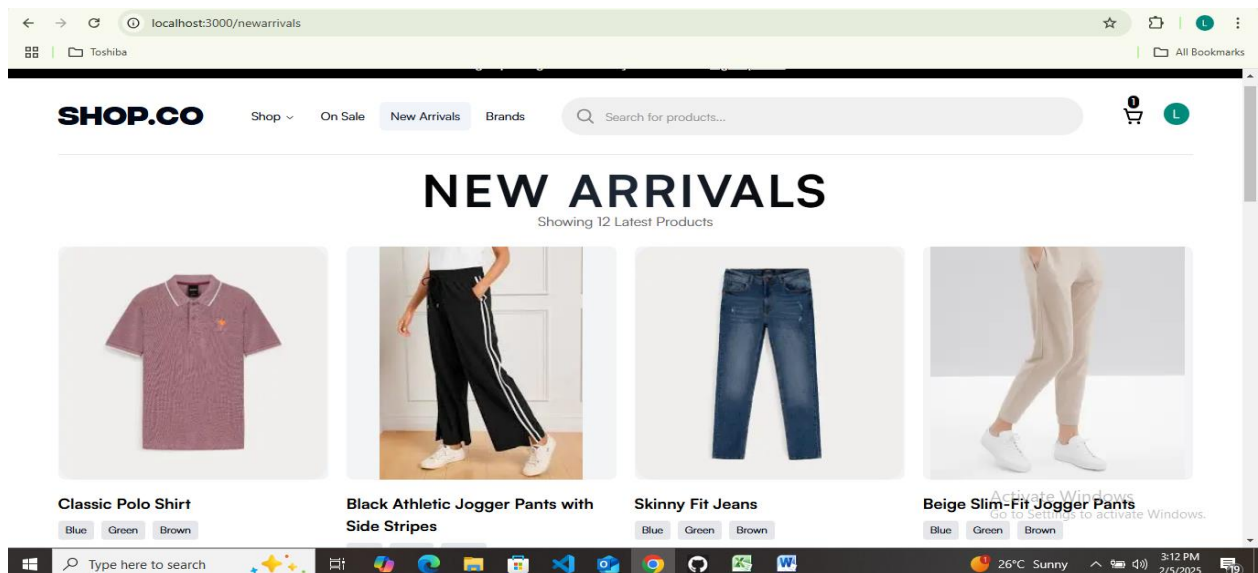 localhost:3000/newarrivals
L
Toshiba
All Bookmarks
SHOP.CO
Shop
On Sale
New Arrivals
Brands
Search for products...
0
L
NEW ARRIVALS
Showing 12 Latest Products
Classic Polo Shirt
Blue Green Brown
Black Athletic Jogger Pants with
Side Stripes
Skinny Fit Jeans
Blue Green Brown
Beige Slim-Fit Jogger Pants
Blue Green Brown
Activate Windows
Go to Settings to activate Windows.
Type here to search
26°C Sunny
3:12 PM
2/5/2025
19